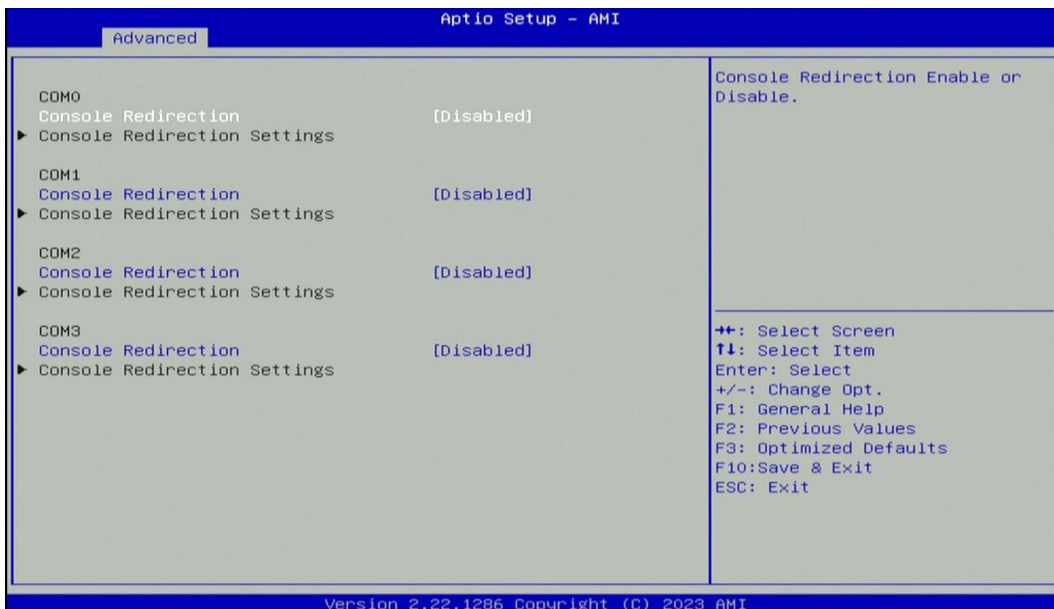 Aptio Setup - AMI
Advanced
COM0
Console Redirection [Disabled]
▶ Console Redirection Settings
COM1
Console Redirection [Disabled]
▶ Console Redirection Settings
COM2
Console Redirection [Disabled]
▶ Console Redirection Settings
COM3
Console Redirection [Disabled]
▶ Console Redirection Settings
Console Redirection Enable or
Disable.
→←: Select Screen
↑↓: Select Item
Enter: Select
+/-: Change Opt.
F1: General Help
F2: Previous Values
F3: Optimized Defaults
F10:Save & Exit
ESC: Exit
Version 2.22.1286 Copyright (C) 2023 AMI